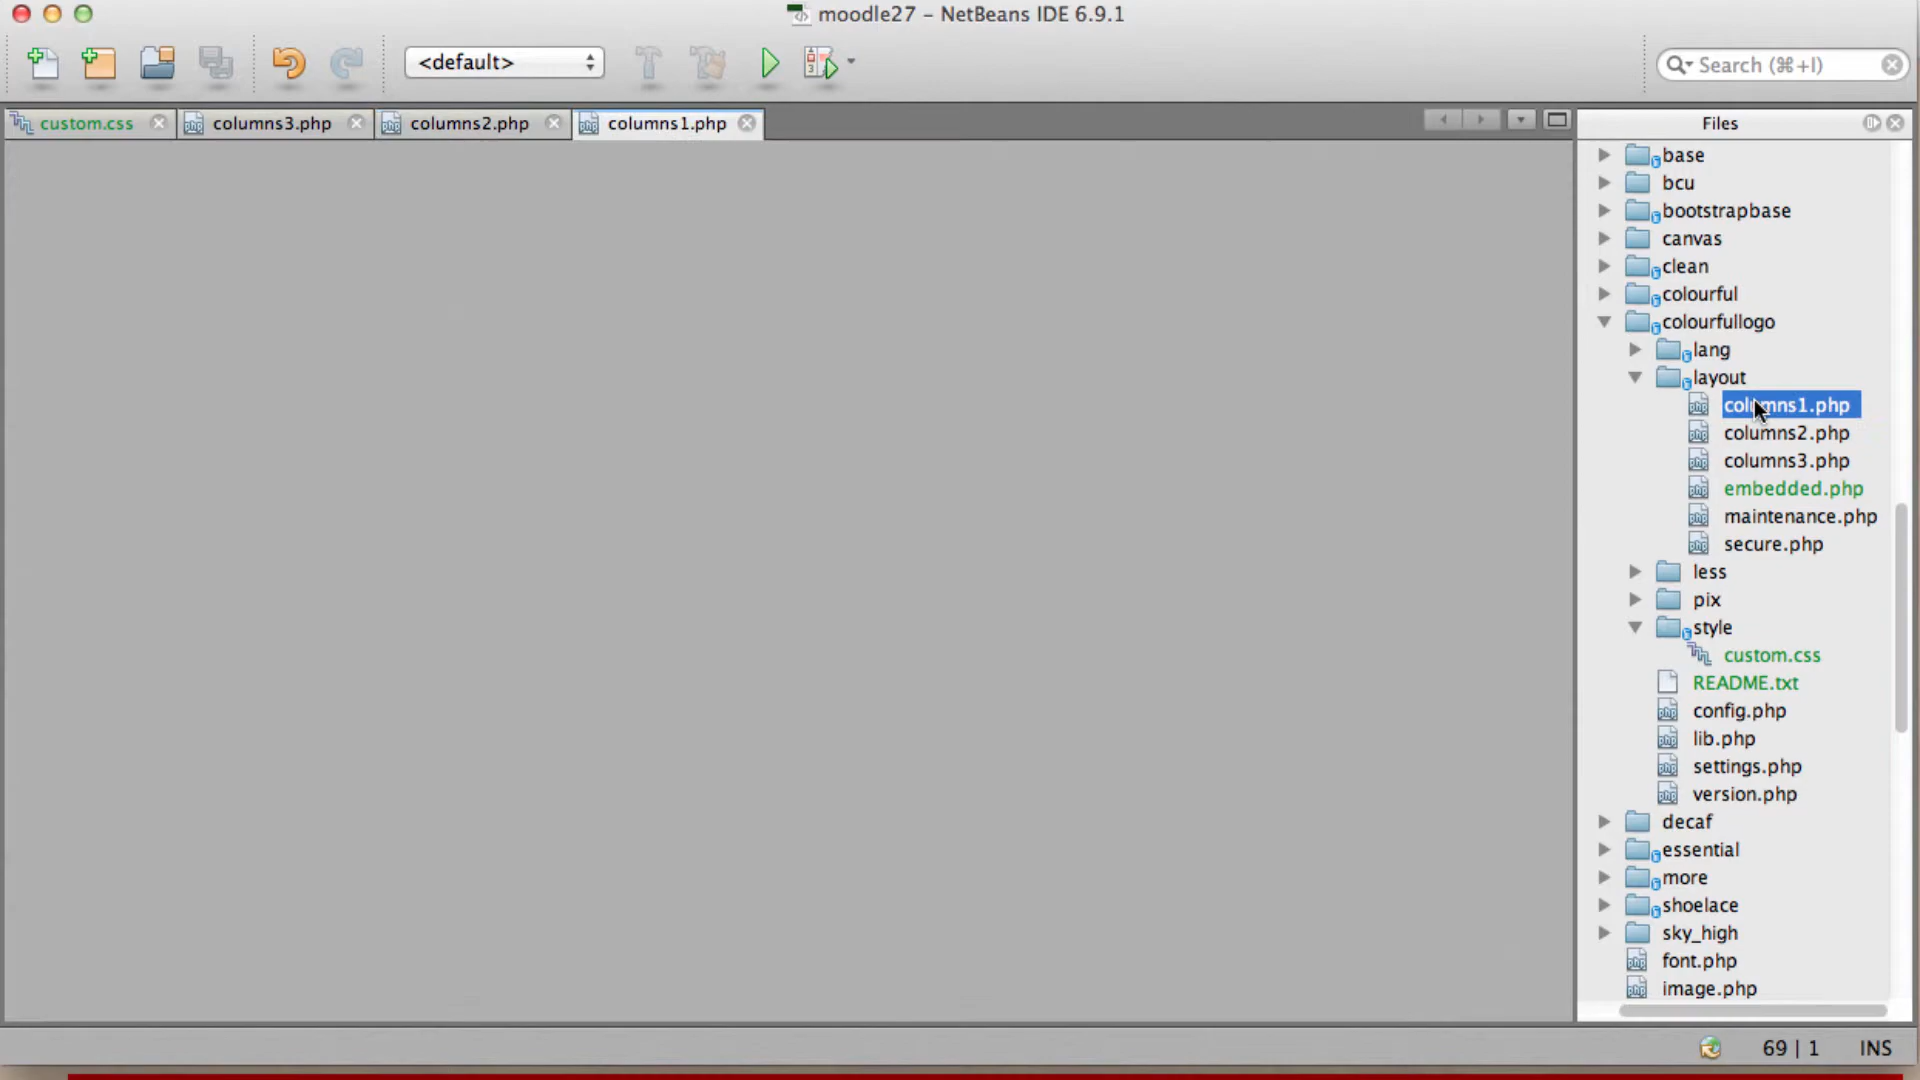 moodle27 – NetBeans IDE 6.9.1
<default>
Search (⌘+I)
custom.css
columns3.php
columns2.php
columns1.php
Files
base
bcu
bootstrapbase
canvas
clean
colourful
colourfullogo
lang
layout
columns1.php
columns2.php
columns3.php
embedded.php
maintenance.php
secure.php
less
pix
style
custom.css
README.txt
config.php
lib.php
settings.php
version.php
decaf
essential
more
shoelace
sky_high
font.php
image.php
69 | 1 INS